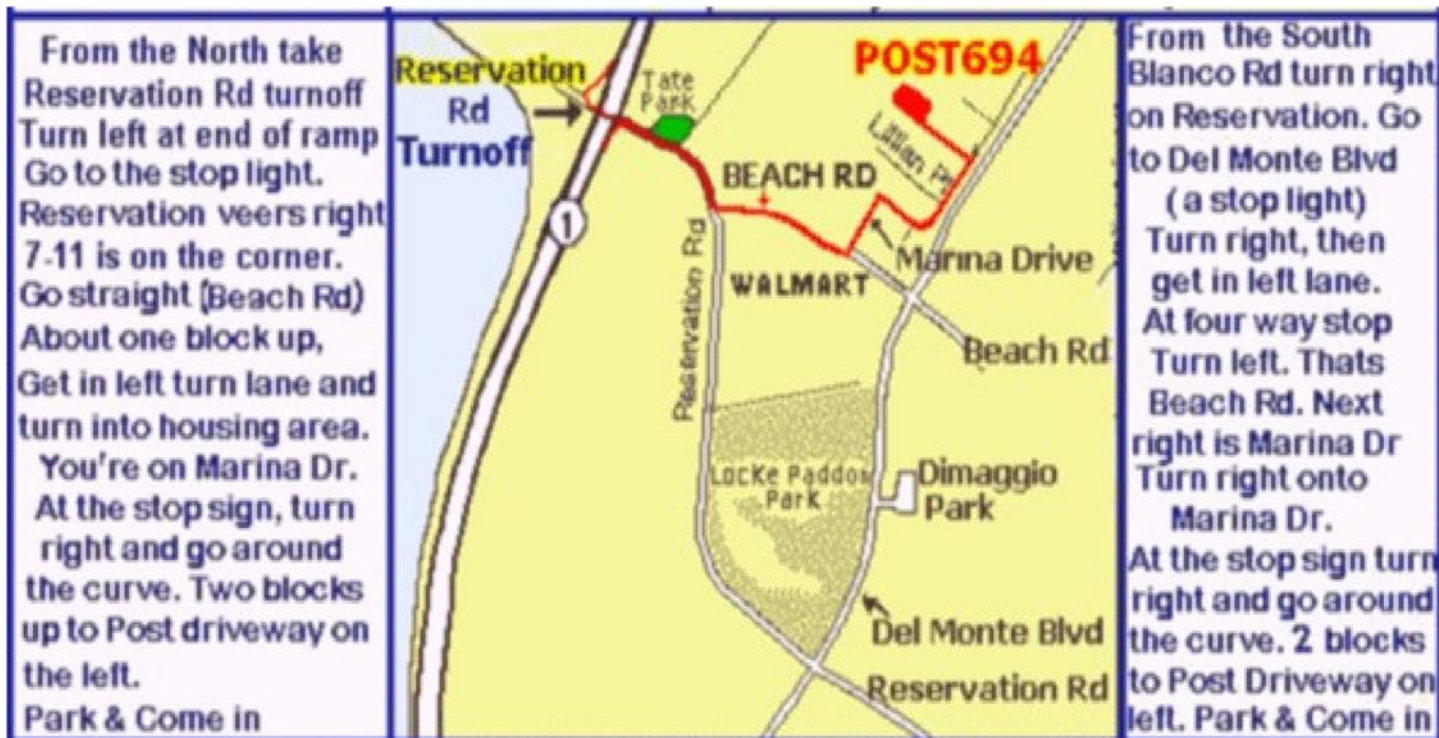 From the North take
Reservation Rd turnoff
Turn left at end of ramp
Go to the stop light.
Reservation veers right
7-11 is on the corner.
Go straight (Beach Rd)
About one block up,
Get in left turn lane and
turn into housing area.
You're on Marina Dr.
At the stop sign, turn
right and go around
the curve. Two blocks
up to Post driveway on
the left.
Park & Come in
Reservation
Rd
Turnoff
Tate
Park
POST694
Lillian Pl
BEACH RD
1
Marina Drive
WALMART
Reservation Rd
Beach Rd
Locke Paddon
Park
Dimaggio
Park
Del Monte Blvd
Reservation Rd
From the South
Blanco Rd turn right
on Reservation. Go
to Del Monte Blvd
(a stop light)
Turn right, then
get in left lane.
At four way stop
Turn left. Thats
Beach Rd. Next
right is Marina Dr
Turn right onto
Marina Dr.
At the stop sign turn
right and go around
the curve. 2 blocks
to Post Driveway on
left. Park & Come in